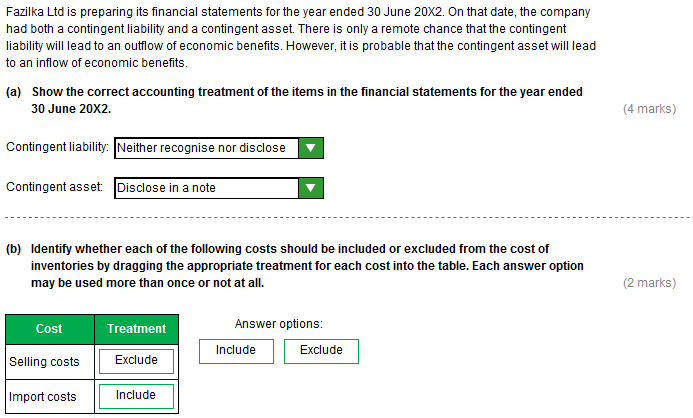 Fazilka Ltd is preparing its financial statements for the year ended 30 June 20X2. On that date, the company
had both a contingent liability and a contingent asset. There is only a remote chance that the contingent
liability will lead to an outflow of economic benefits. However, it is probable that the contingent asset will lead
to an inflow of economic benefits.
(a) Show the correct accounting treatment of the items in the financial statements for the year ended
30 June 20X2.
(4 marks)
Contingent liability: Neither recognise nor disclose
Contingent asset: Disclose in a note
(b) Identify whether each of the following costs should be included or excluded from the cost of
inventories by dragging the appropriate treatment for each cost into the table. Each answer option
may be used more than once or not at all.
(2 marks)
Cost Treatment
Selling costs Exclude
Import costs Include
Answer options:
Include Exclude